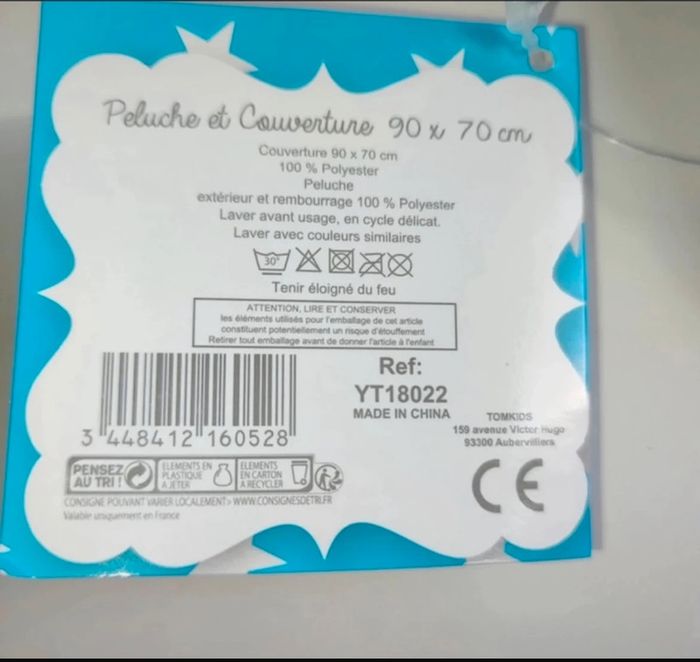 Peluche et Couverture 90 x 70 cm
Couverture 90 x 70 cm
100 % Polyester
Peluche
extérieur et rembourrage 100 % Polyester
Laver avant usage, en cycle délicat.
Laver avec couleurs similaires
30°
Tenir éloigné du feu
ATTENTION, LIRE ET CONSERVER
les éléments utilisés pour l'emballage de cet article
constituent potentiellement un risque d'étouffement
Retirer tout emballage avant de donner l'article à l'enfant
Ref:
YT18022
MADE IN CHINA
3 448412 160528
TOMKIDS
159 avenue Victor Hugo
93300 Aubervilliers
PENSEZ
AU TRI !
ELEMENTS EN
PLASTIQUE
A JETER
ELEMENTS
EN CARTON
A RECYCLER
CE
CONSIGNE POUVANT VARIER LOCALEMENT> WWW.CONSIGNESDETRI.FR
Valable uniquement en France